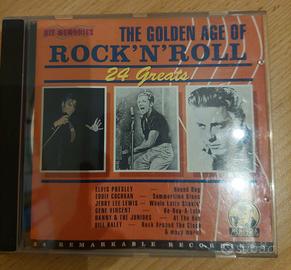 HIT MEMORIES
THE GOLDEN AGE OF
ROCK'N'ROLL
24 Greats
ELVIS PRESLEY — Hound Dog
EDDIE COCHRAN — Summertime Blues
JERRY LEE LEWIS — Whole Lotta Shakin'
GENE VINCENT — Be-Bop-A-Lula
DANNY & THE JUNIORS — At The Hop
BILL HALEY — Rock Around The Clock
& many more
24 REMARKABLE RECORDINGS